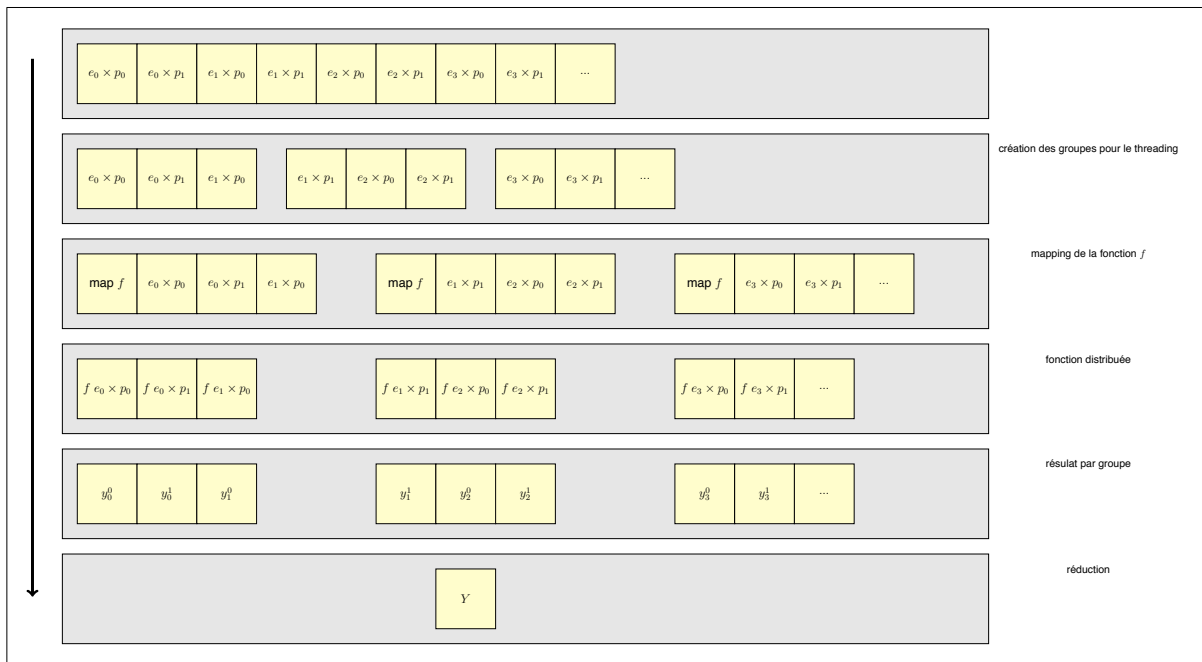 e₀ × p₀ e₀ × p₁ e₁ × p₀ e₁ × p₁ e₂ × p₀ e₂ × p₁ e₃ × p₀ e₃ × p₁ ...
création des groupes pour le threading
e₀ × p₀ e₀ × p₁ e₁ × p₀ e₁ × p₁ e₂ × p₀ e₂ × p₁ e₃ × p₀ e₃ × p₁ ...
mapping de la fonction f
map f e₀ × p₀ e₀ × p₁ e₁ × p₀ map f e₁ × p₁ e₂ × p₀ e₂ × p₁ map f e₃ × p₀ e₃ × p₁ ...
fonction distribuée
f e₀ × p₀ f e₀ × p₁ f e₁ × p₀ f e₁ × p₁ f e₂ × p₀ f e₂ × p₁ f e₃ × p₀ f e₃ × p₁ ...
résulat par groupe
y₀⁰ y₀¹ y₁⁰ y₁¹ y₂⁰ y₂¹ y₃⁰ y₃¹ ...
réduction
Y